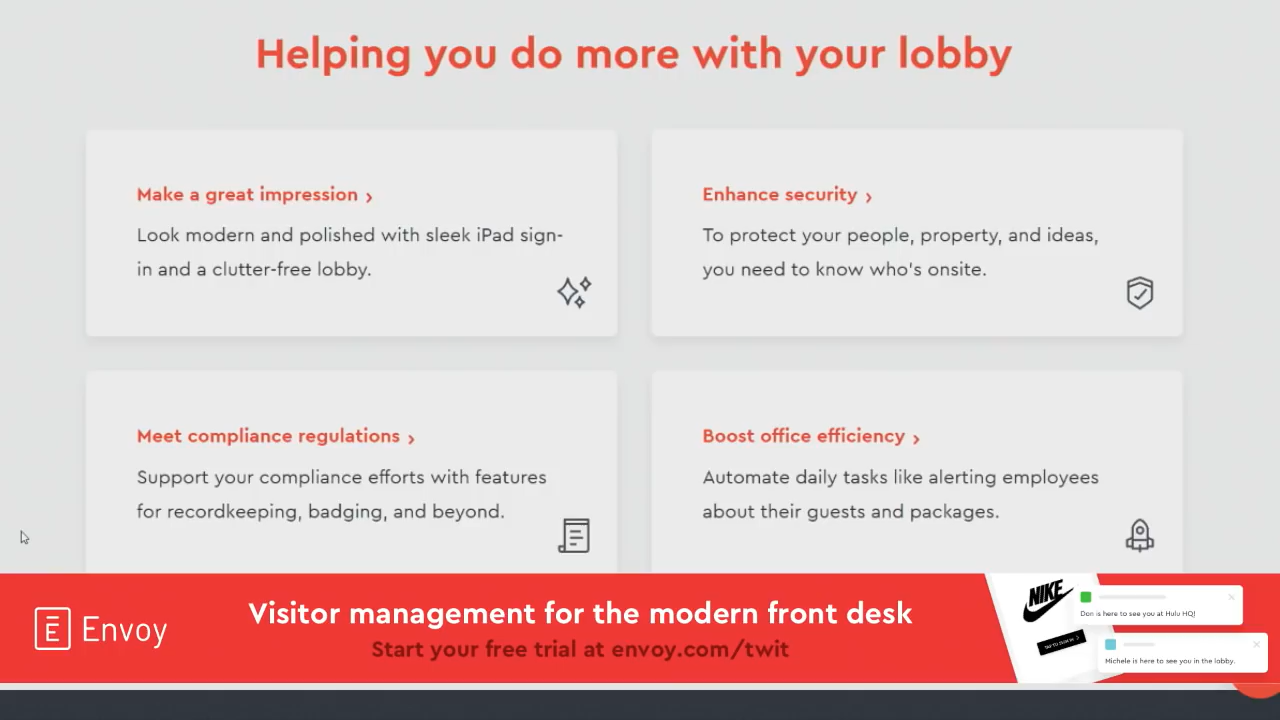 Helping you do more with your lobby
Make a great impression ›
Look modern and polished with sleek iPad sign-
in and a clutter-free lobby.
Enhance security ›
To protect your people, property, and ideas,
you need to know who's onsite.
Meet compliance regulations ›
Support your compliance efforts with features
for recordkeeping, badging, and beyond.
Boost office efficiency ›
Automate daily tasks like alerting employees
about their guests and packages.
Envoy
Visitor management for the modern front desk
Start your free trial at envoy.com/twit
NIKE
TAP TO SIGN IN ›
Don is here to see you at Hulu HQ!
Michele is here to see you in the lobby.